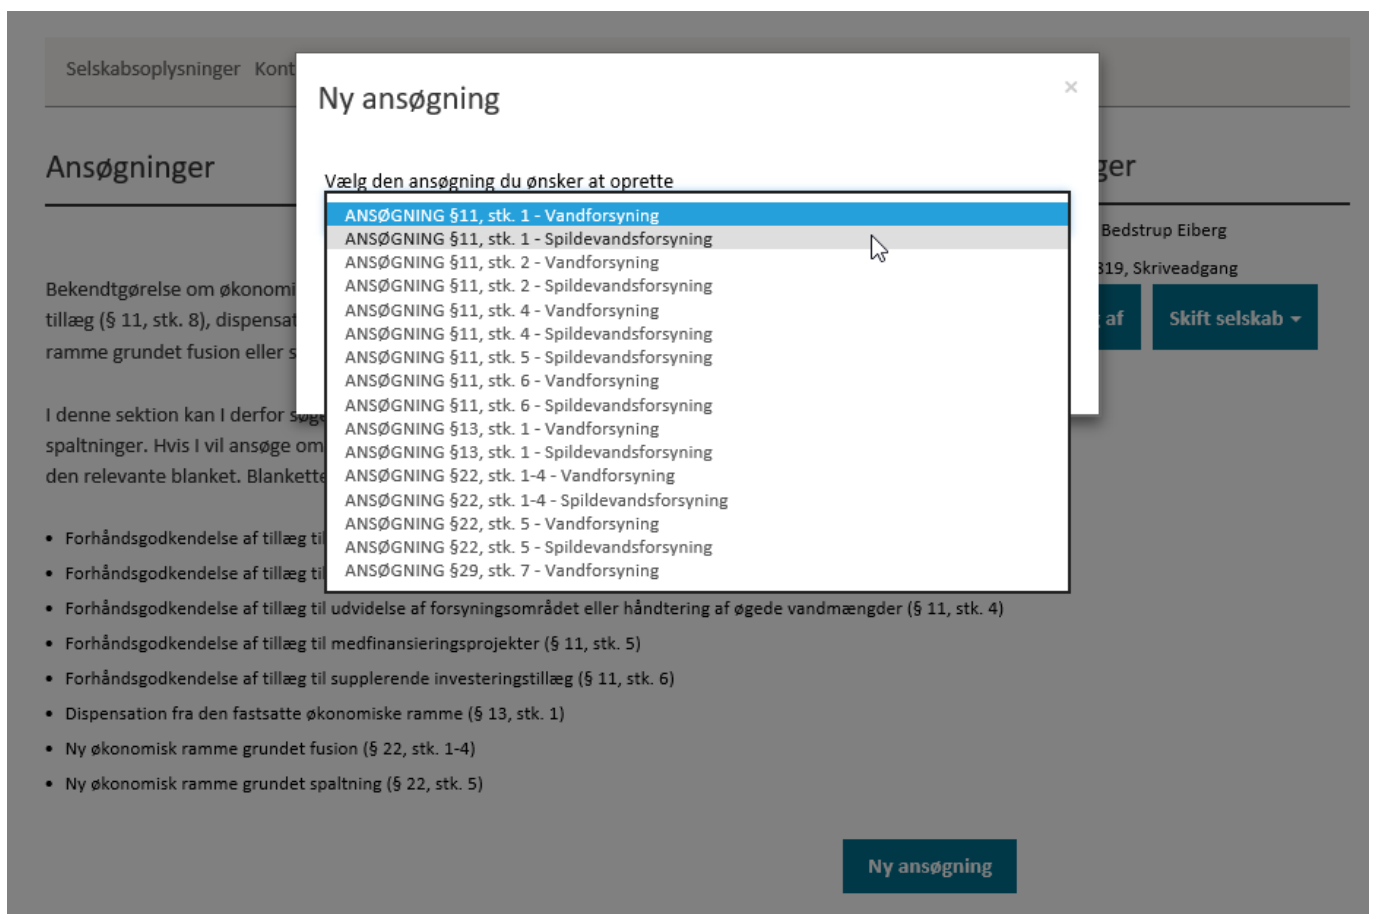 Selskabsoplysninger Kont
Ny ansøgning
×
Ansøgninger
ger
Vælg den ansøgning du ønsker at oprette
ANSØGNING §11, stk. 1 - Vandforsyning
ANSØGNING §11, stk. 1 - Spildevandsforsyning
ANSØGNING §11, stk. 2 - Vandforsyning
ANSØGNING §11, stk. 2 - Spildevandsforsyning
ANSØGNING §11, stk. 4 - Vandforsyning
ANSØGNING §11, stk. 4 - Spildevandsforsyning
ANSØGNING §11, stk. 5 - Spildevandsforsyning
ANSØGNING §11, stk. 6 - Vandforsyning
ANSØGNING §11, stk. 6 - Spildevandsforsyning
ANSØGNING §13, stk. 1 - Vandforsyning
ANSØGNING §13, stk. 1 - Spildevandsforsyning
ANSØGNING §22, stk. 1-4 - Vandforsyning
ANSØGNING §22, stk. 1-4 - Spildevandsforsyning
ANSØGNING §22, stk. 5 - Vandforsyning
ANSØGNING §22, stk. 5 - Spildevandsforsyning
ANSØGNING §29, stk. 7 - Vandforsyning
Bedstrup Eiberg
319, Skriveadgang
af
Skift selskab
Bekendtgørelse om økonomi
tillæg (§ 11, stk. 8), dispensat
ramme grundet fusion eller s
I denne sektion kan I derfor søge
spaltninger. Hvis I vil ansøge om
den relevante blanket. Blankette
• Forhåndsgodkendelse af tillæg til
• Forhåndsgodkendelse af tillæg til
• Forhåndsgodkendelse af tillæg til udvidelse af forsyningsområdet eller håndtering af øgede vandmængder (§ 11, stk. 4)
• Forhåndsgodkendelse af tillæg til medfinansieringsprojekter (§ 11, stk. 5)
• Forhåndsgodkendelse af tillæg til supplerende investeringstillæg (§ 11, stk. 6)
• Dispensation fra den fastsatte økonomiske ramme (§ 13, stk. 1)
• Ny økonomisk ramme grundet fusion (§ 22, stk. 1-4)
• Ny økonomisk ramme grundet spaltning (§ 22, stk. 5)
Ny ansøgning